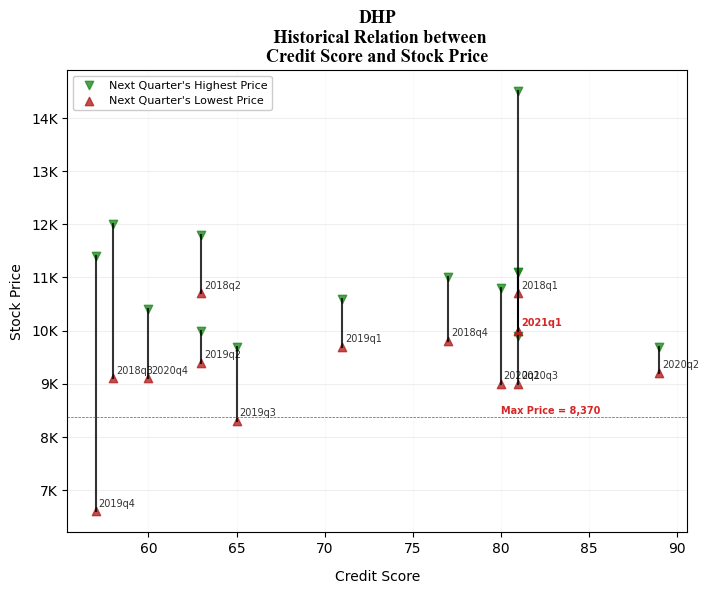 DHP
Historical Relation between
Credit Score and Stock Price
Next Quarter's Highest Price
Next Quarter's Lowest Price
14K
13K
12K
11K
10K
9K
8K
7K
Stock Price
2018q2
2018q1
2021q1
2019q1
2018q4
2019q2
2020q2
2018q3
2020q4
2020q1
2020q3
2019q3
Max Price = 8,370
2019q4
60
65
70
75
80
85
90
Credit Score